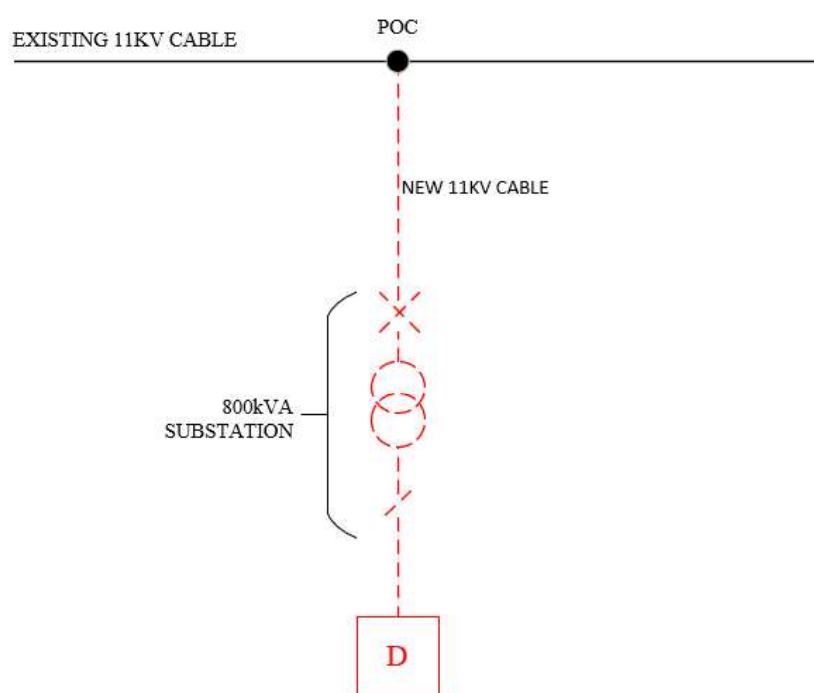 POC
EXISTING 11KV CABLE
NEW 11KV CABLE
800kVA
SUBSTATION
D